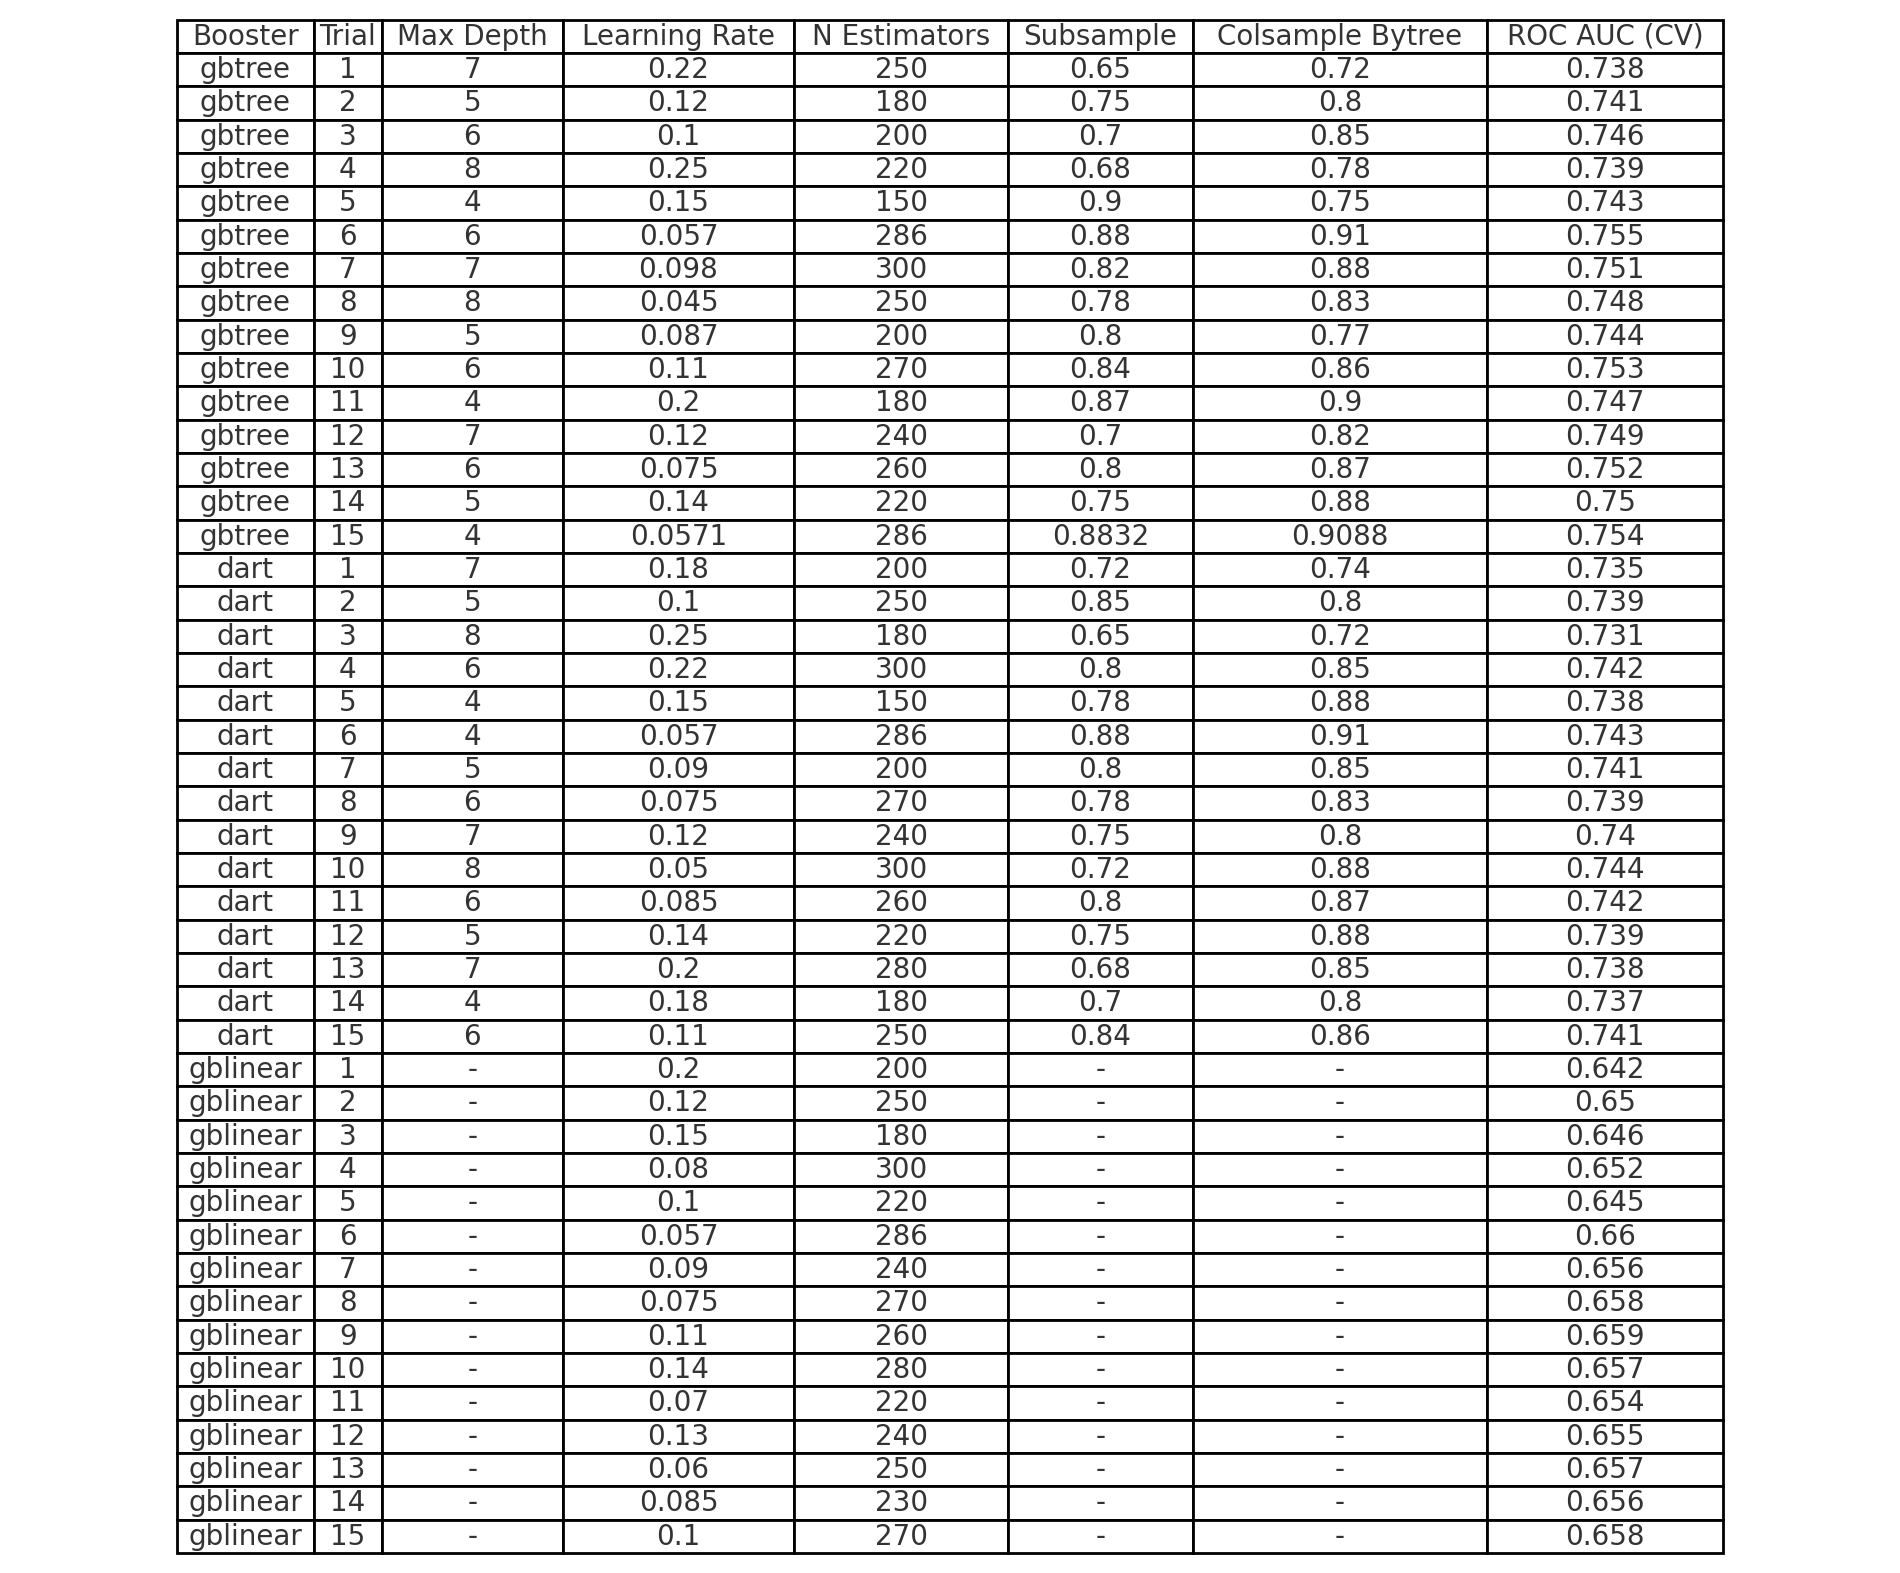 Booster Trial Max Depth Learning Rate N Estimators Subsample Colsample Bytree ROC AUC (CV)
gbtree 1 7 0.22 250 0.65 0.72 0.738
gbtree 2 5 0.12 180 0.75 0.8 0.741
gbtree 3 6 0.1 200 0.7 0.85 0.746
gbtree 4 8 0.25 220 0.68 0.78 0.739
gbtree 5 4 0.15 150 0.9 0.75 0.743
gbtree 6 6 0.057 286 0.88 0.91 0.755
gbtree 7 7 0.098 300 0.82 0.88 0.751
gbtree 8 8 0.045 250 0.78 0.83 0.748
gbtree 9 5 0.087 200 0.8 0.77 0.744
gbtree 10 6 0.11 270 0.84 0.86 0.753
gbtree 11 4 0.2 180 0.87 0.9 0.747
gbtree 12 7 0.12 240 0.7 0.82 0.749
gbtree 13 6 0.075 260 0.8 0.87 0.752
gbtree 14 5 0.14 220 0.75 0.88 0.75
gbtree 15 4 0.0571 286 0.8832 0.9088 0.754
dart 1 7 0.18 200 0.72 0.74 0.735
dart 2 5 0.1 250 0.85 0.8 0.739
dart 3 8 0.25 180 0.65 0.72 0.731
dart 4 6 0.22 300 0.8 0.85 0.742
dart 5 4 0.15 150 0.78 0.88 0.738
dart 6 4 0.057 286 0.88 0.91 0.743
dart 7 5 0.09 200 0.8 0.85 0.741
dart 8 6 0.075 270 0.78 0.83 0.739
dart 9 7 0.12 240 0.75 0.8 0.74
dart 10 8 0.05 300 0.72 0.88 0.744
dart 11 6 0.085 260 0.8 0.87 0.742
dart 12 5 0.14 220 0.75 0.88 0.739
dart 13 7 0.2 280 0.68 0.85 0.738
dart 14 4 0.18 180 0.7 0.8 0.737
dart 15 6 0.11 250 0.84 0.86 0.741
gblinear 1 - 0.2 200 - - 0.642
gblinear 2 - 0.12 250 - - 0.65
gblinear 3 - 0.15 180 - - 0.646
gblinear 4 - 0.08 300 - - 0.652
gblinear 5 - 0.1 220 - - 0.645
gblinear 6 - 0.057 286 - - 0.66
gblinear 7 - 0.09 240 - - 0.656
gblinear 8 - 0.075 270 - - 0.658
gblinear 9 - 0.11 260 - - 0.659
gblinear 10 - 0.14 280 - - 0.657
gblinear 11 - 0.07 220 - - 0.654
gblinear 12 - 0.13 240 - - 0.655
gblinear 13 - 0.06 250 - - 0.657
gblinear 14 - 0.085 230 - - 0.656
gblinear 15 - 0.1 270 - - 0.658